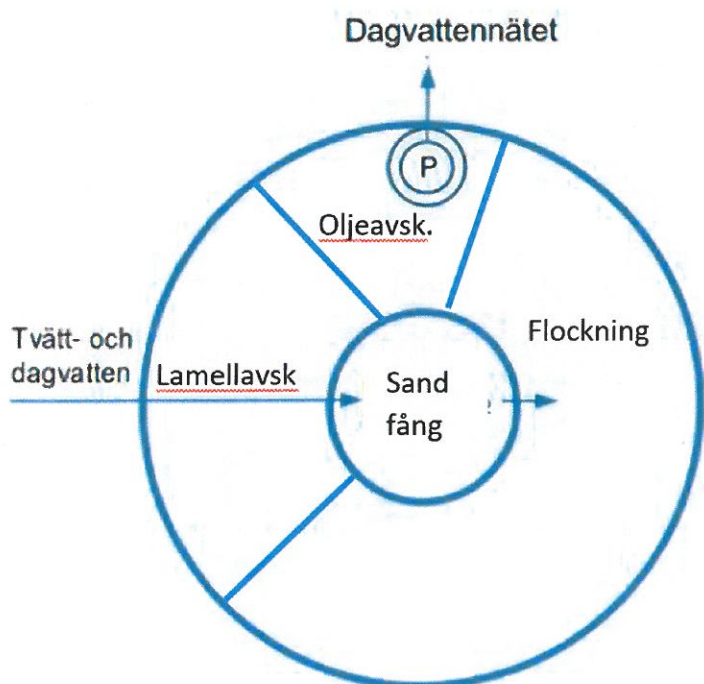 Dagvattennätet
P
Oljeavsk.
Flockning
Tvätt- och
dagvatten
Lamellavsk
Sand
fång